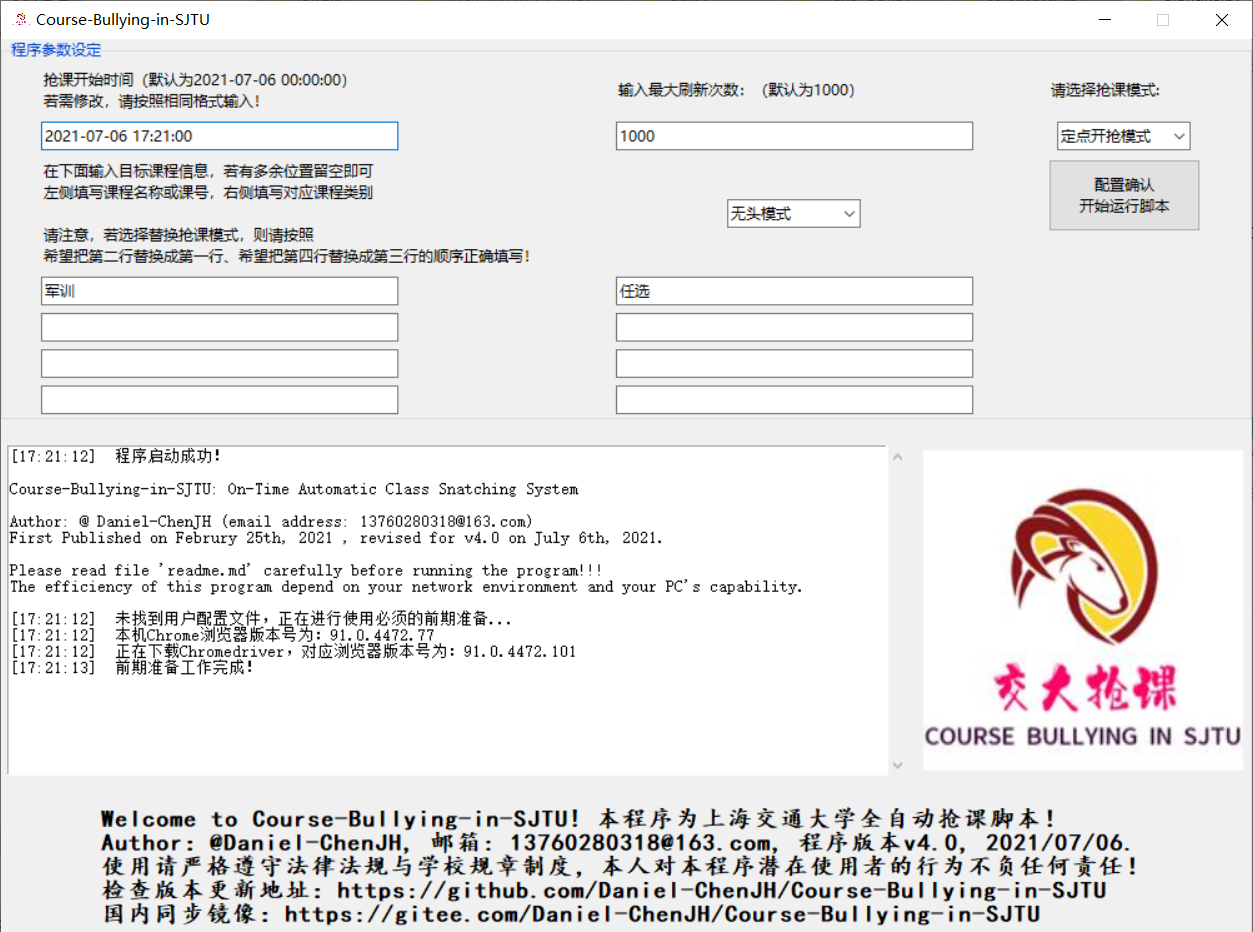 Course-Bullying-in-SJTU
程序参数设定
抢课开始时间（默认为2021-07-06 00:00:00）
若需修改，请按照相同格式输入！
输入最大刷新次数：（默认为1000）
请选择抢课模式:
2021-07-06 17:21:00
1000
定点开抢模式
在下面输入目标课程信息，若有多余位置留空即可
左侧填写课程名称或课号，右侧填写对应课程类别
配置确认
开始运行脚本
无头模式
请注意，若选择替换抢课模式，则请按照
希望把第二行替换成第一行、希望把第四行替换成第三行的顺序正确填写！
军训
任选
[17:21:12] 程序启动成功！
Course-Bullying-in-SJTU: On-Time Automatic Class Snatching System
Author: @ Daniel-ChenJH (email address: 13760280318@163.com)
First Published on Februry 25th, 2021 , revised for v4.0 on July 6th, 2021.
Please read file 'readme.md' carefully before running the program!!!
The efficiency of this program depend on your network environment and your PC's capability.
[17:21:12] 未找到用户配置文件，正在进行使用必须的前期准备...
[17:21:12] 本机Chrome浏览器版本号为：91.0.4472.77
[17:21:12] 正在下载Chromedriver，对应浏览器版本号为：91.0.4472.101
[17:21:13] 前期准备工作完成！
交大抢课
COURSE BULLYING IN SJTU
Welcome to Course-Bullying-in-SJTU! 本程序为上海交通大学全自动抢课脚本！
Author: @Daniel-ChenJH, 邮箱: 13760280318@163.com, 程序版本v4.0, 2021/07/06.
使用请严格遵守法律法规与学校规章制度，本人对本程序潜在使用者的行为不负任何责任！
检查版本更新地址: https://github.com/Daniel-ChenJH/Course-Bullying-in-SJTU
国内同步镜像: https://gitee.com/Daniel-ChenJH/Course-Bullying-in-SJTU